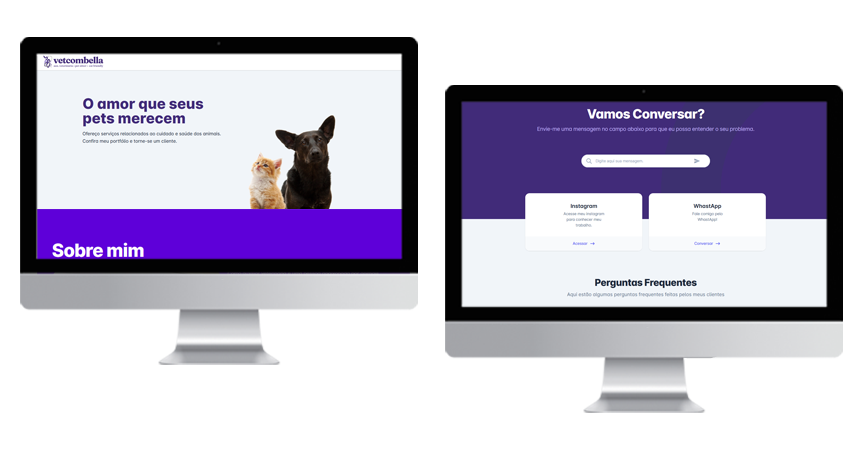 vetcombella
O amor que seus
pets merecem
Ofereço serviços relacionados ao cuidado e saúde dos animais.
Confira meu portfólio e torne-se um cliente.
Sobre mim
Vamos Conversar?
Envie-me uma mensagem no campo abaixo para que eu possa entender o seu problema.
Digite aqui sua mensagem
Instagram
Acesse meu instagram
para conhecer meu
trabalho.
Acessar →
WhastApp
Fale comigo pelo
WhatsApp!
Conversar →
Perguntas Frequentes
Aqui estão algumas perguntas frequentes feitas pelos meus clientes